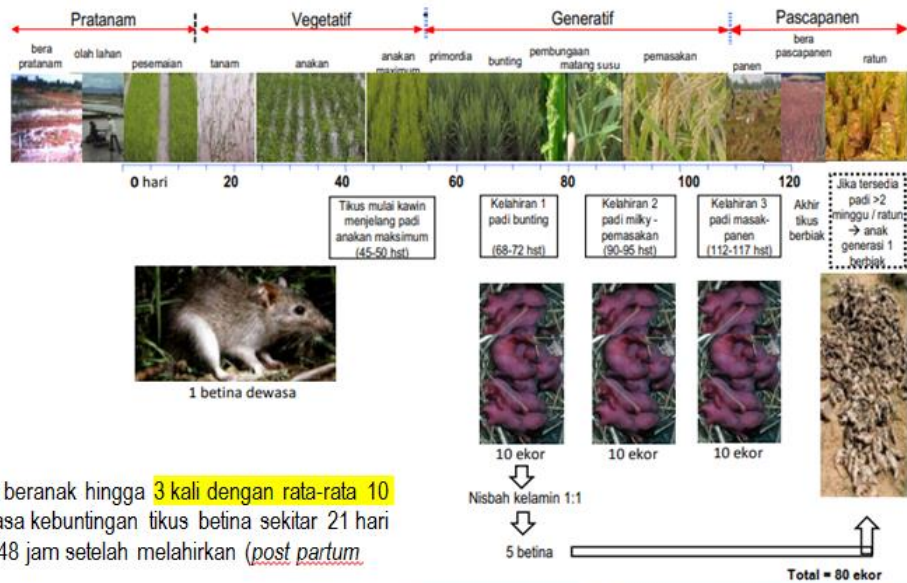 Pratanam
Vegetatif
Generatif
Pascapanen
bera
pratanam
olah lahan
pesemaian
tanam
anakan
anakan
maximum
primordia
bunting
pembungaan
matang susu
pemasakan
panen
bera
pascapanen
ratun
0 hari
20
40
60
80
100
120
Tikus mulai kawin
menjelang padi
anakan maksimum
(45-50 hst)
Kelahiran 1
padi bunting
(68-72 hst)
Kelahiran 2
padi milky -
pemasakan
(90-95 hst)
Kelahiran 3
padi masak-
panen
(112-117 hst)
Akhir
tikus
berbiak
Jika tersedia
padi >2
minggu / ratun
→ anak
generasi 1
berbiak
1 betina dewasa
10 ekor
10 ekor
10 ekor
Nisbah kelamin 1:1
5 betina
Total = 80 ekor
beranak hingga 3 kali dengan rata-rata 10
asa kebuntingan tikus betina sekitar 21 hari
48 jam setelah melahirkan (post partum